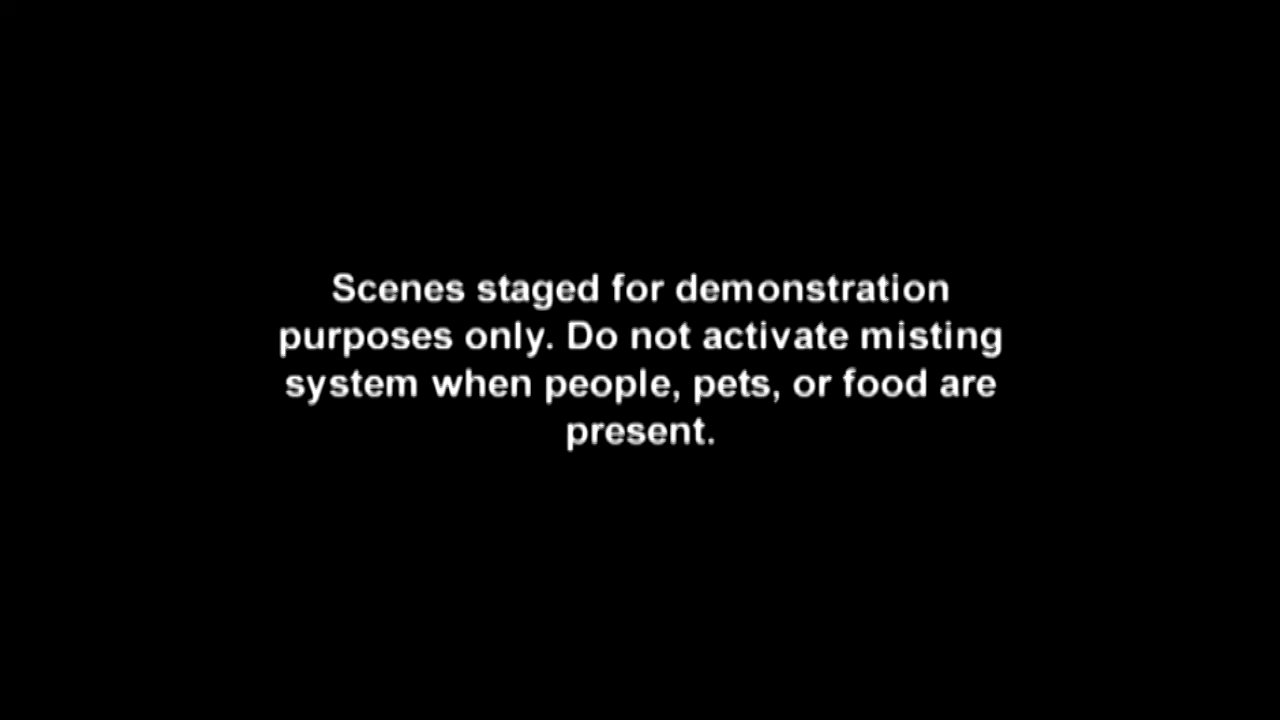 Scenes staged for demonstration
purposes only. Do not activate misting
system when people, pets, or food are
present.